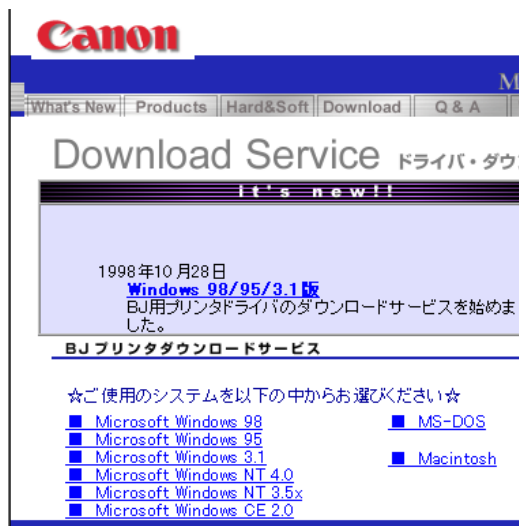 Canon
What's New Products Hard&Soft Download Q & A
Download Service ドライバ・ダウ
it's new!!
1998年10月28日
Windows 98/95/3.1版
BJ用プリンタドライバのダウンロードサービスを始めま
した。
BJプリンタダウンロードサービス
☆ご使用のシステムを以下の中からお選びください☆
■ Microsoft Windows 98 ■ MS-DOS
■ Microsoft Windows 95
■ Microsoft Windows 3.1 ■ Macintosh
■ Microsoft Windows NT 4.0
■ Microsoft Windows NT 3.5x
■ Microsoft Windows CE 2.0